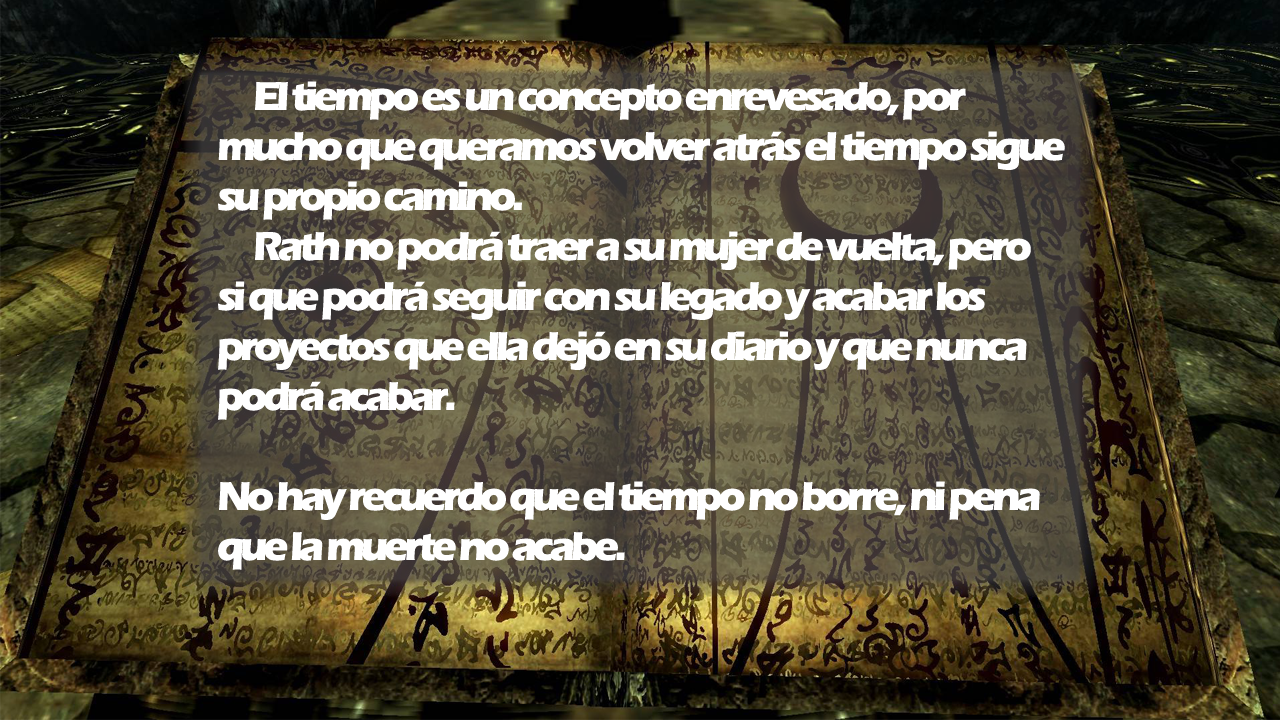 El tiempo es un concepto enrevesado, por
mucho que queramos volver atrás el tiempo sigue
su propio camino.
Rath no podrá traer a su mujer de vuelta, pero
si que podrá seguir con su legado y acabar los
proyectos que ella dejó en su diario y que nunca
podrá acabar.
No hay recuerdo que el tiempo no borre, ni pena
que la muerte no acabe.